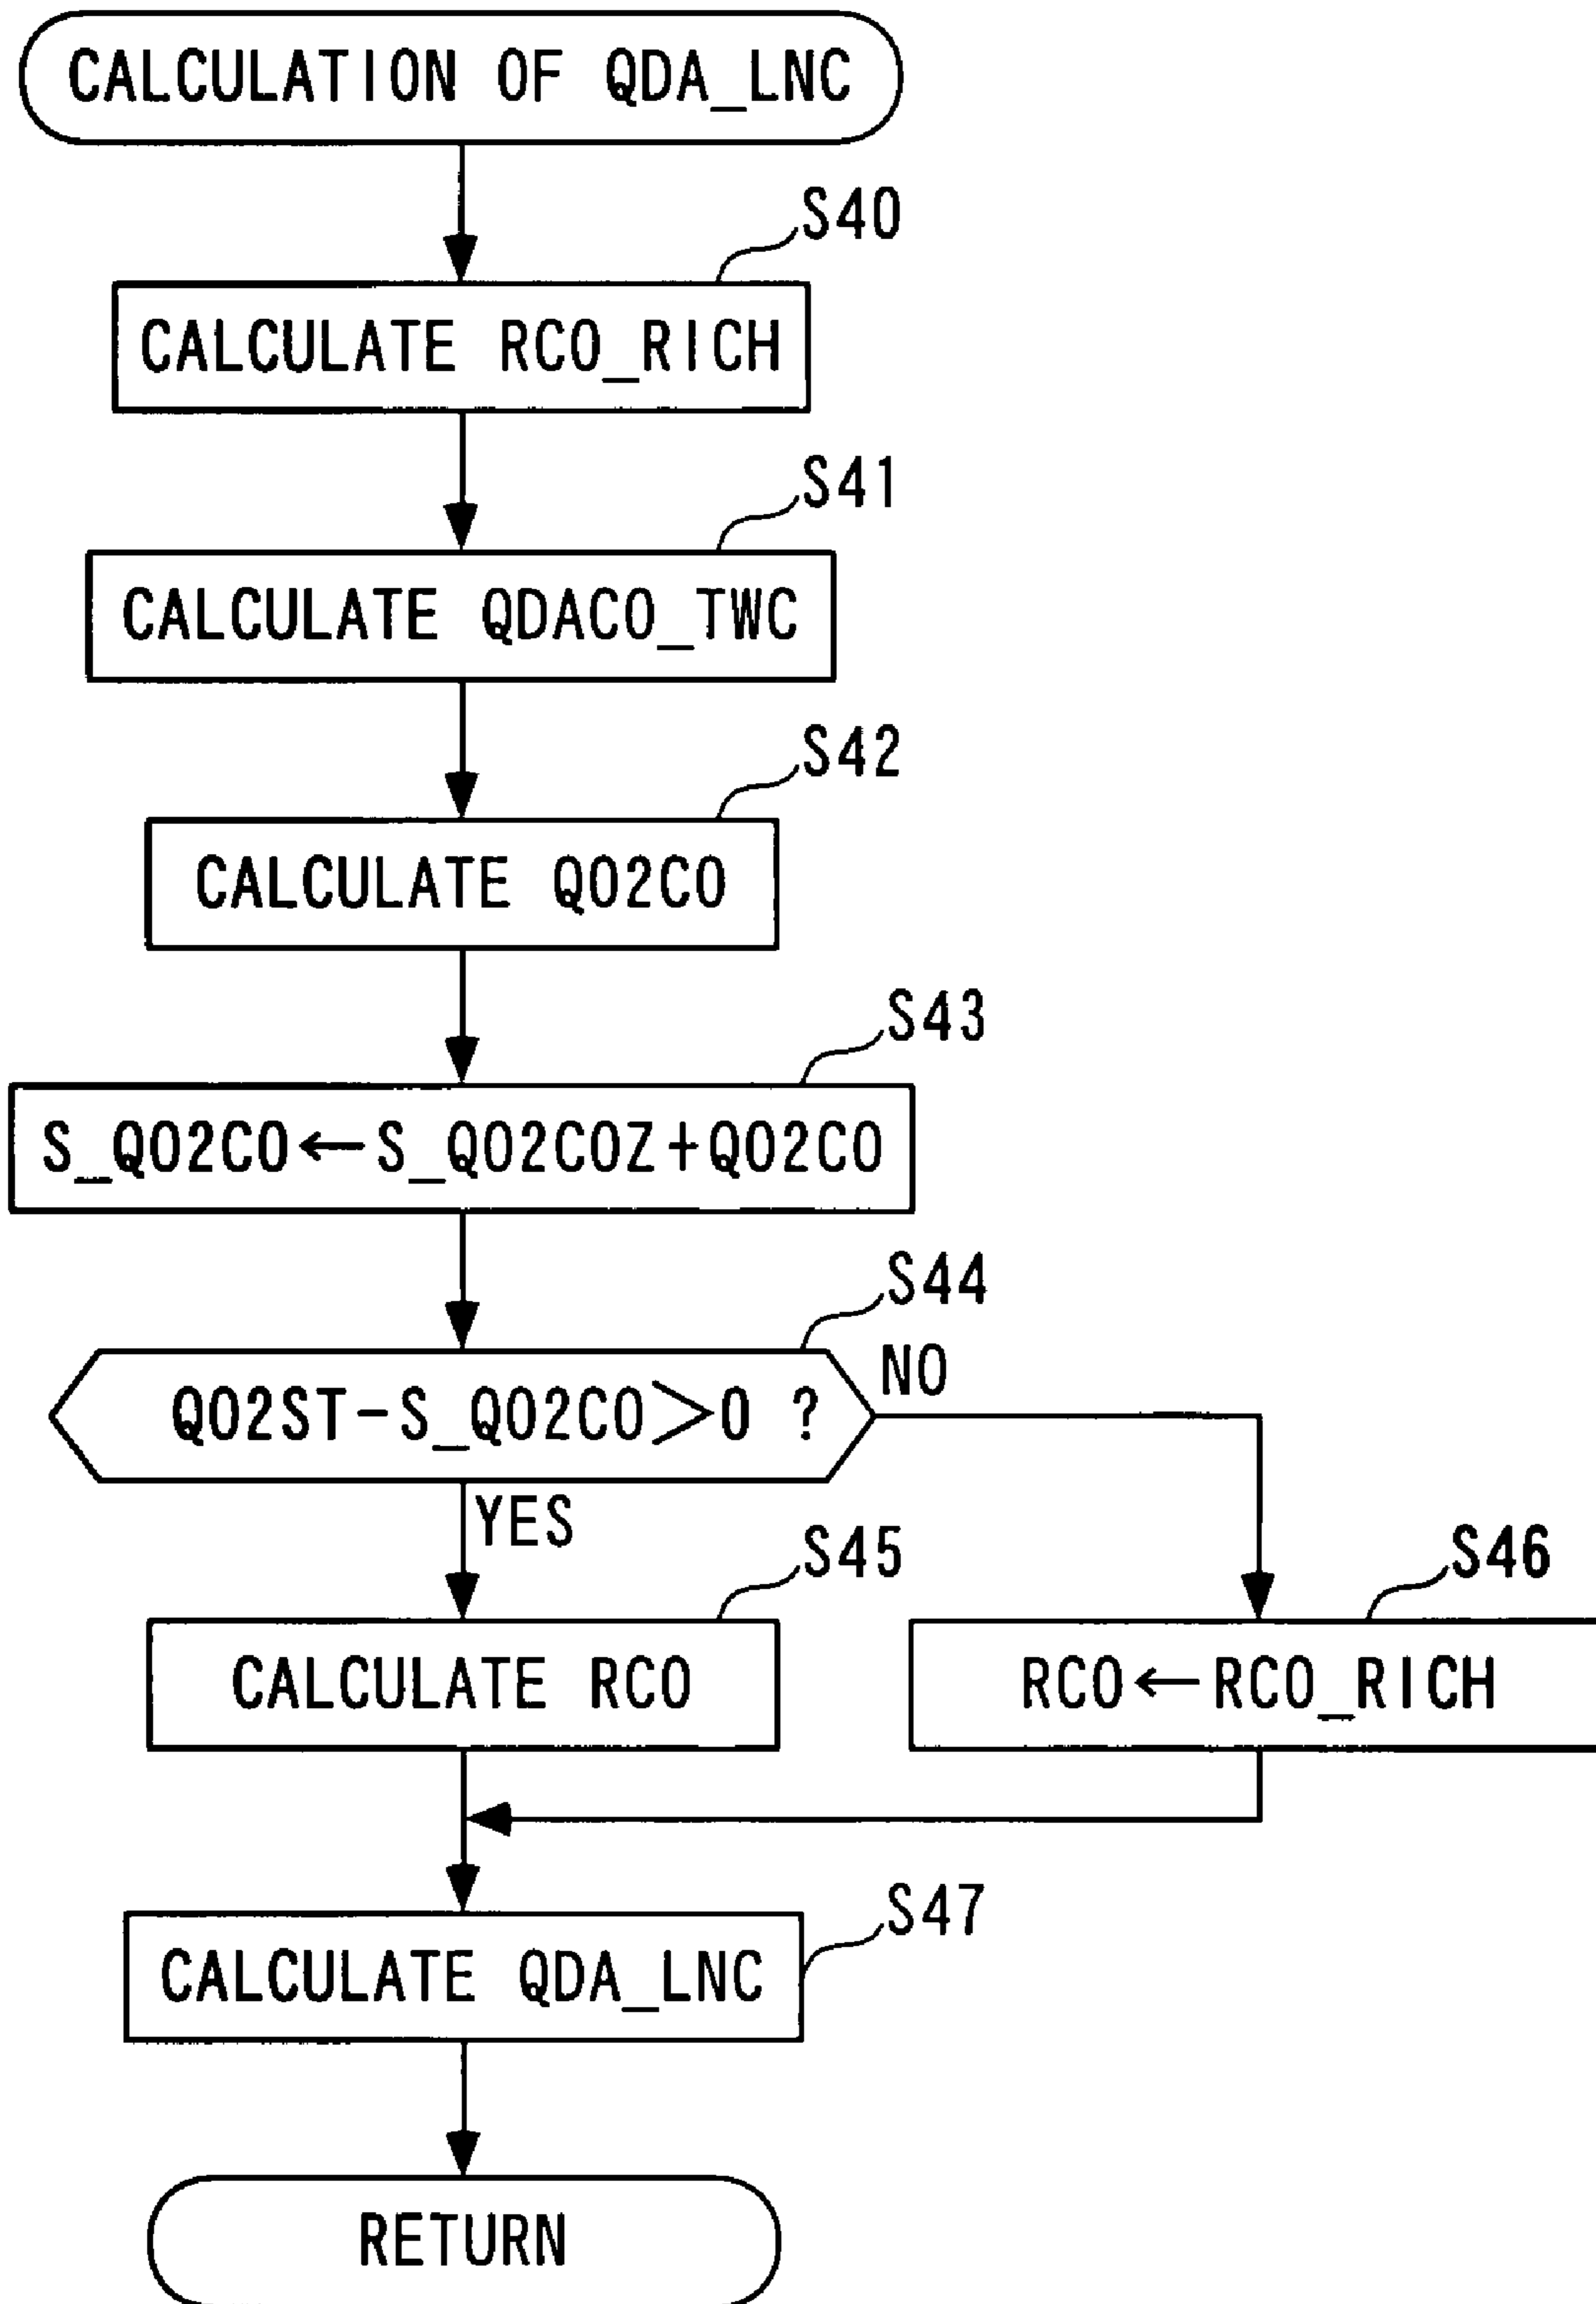 CALCULATION OF QDA_LNC
S40
CALCULATE RCO_RICH
S41
CALCULATE QDACO_TWC
S42
CALCULATE QO2CO
S43
S_QO2CO←S_QO2COZ+QO2CO
S44
QO2ST-S_QO2CO>0 ?
NO
YES
S45
S46
CALCULATE RCO
RCO←RCO_RICH
S47
CALCULATE QDA_LNC
RETURN